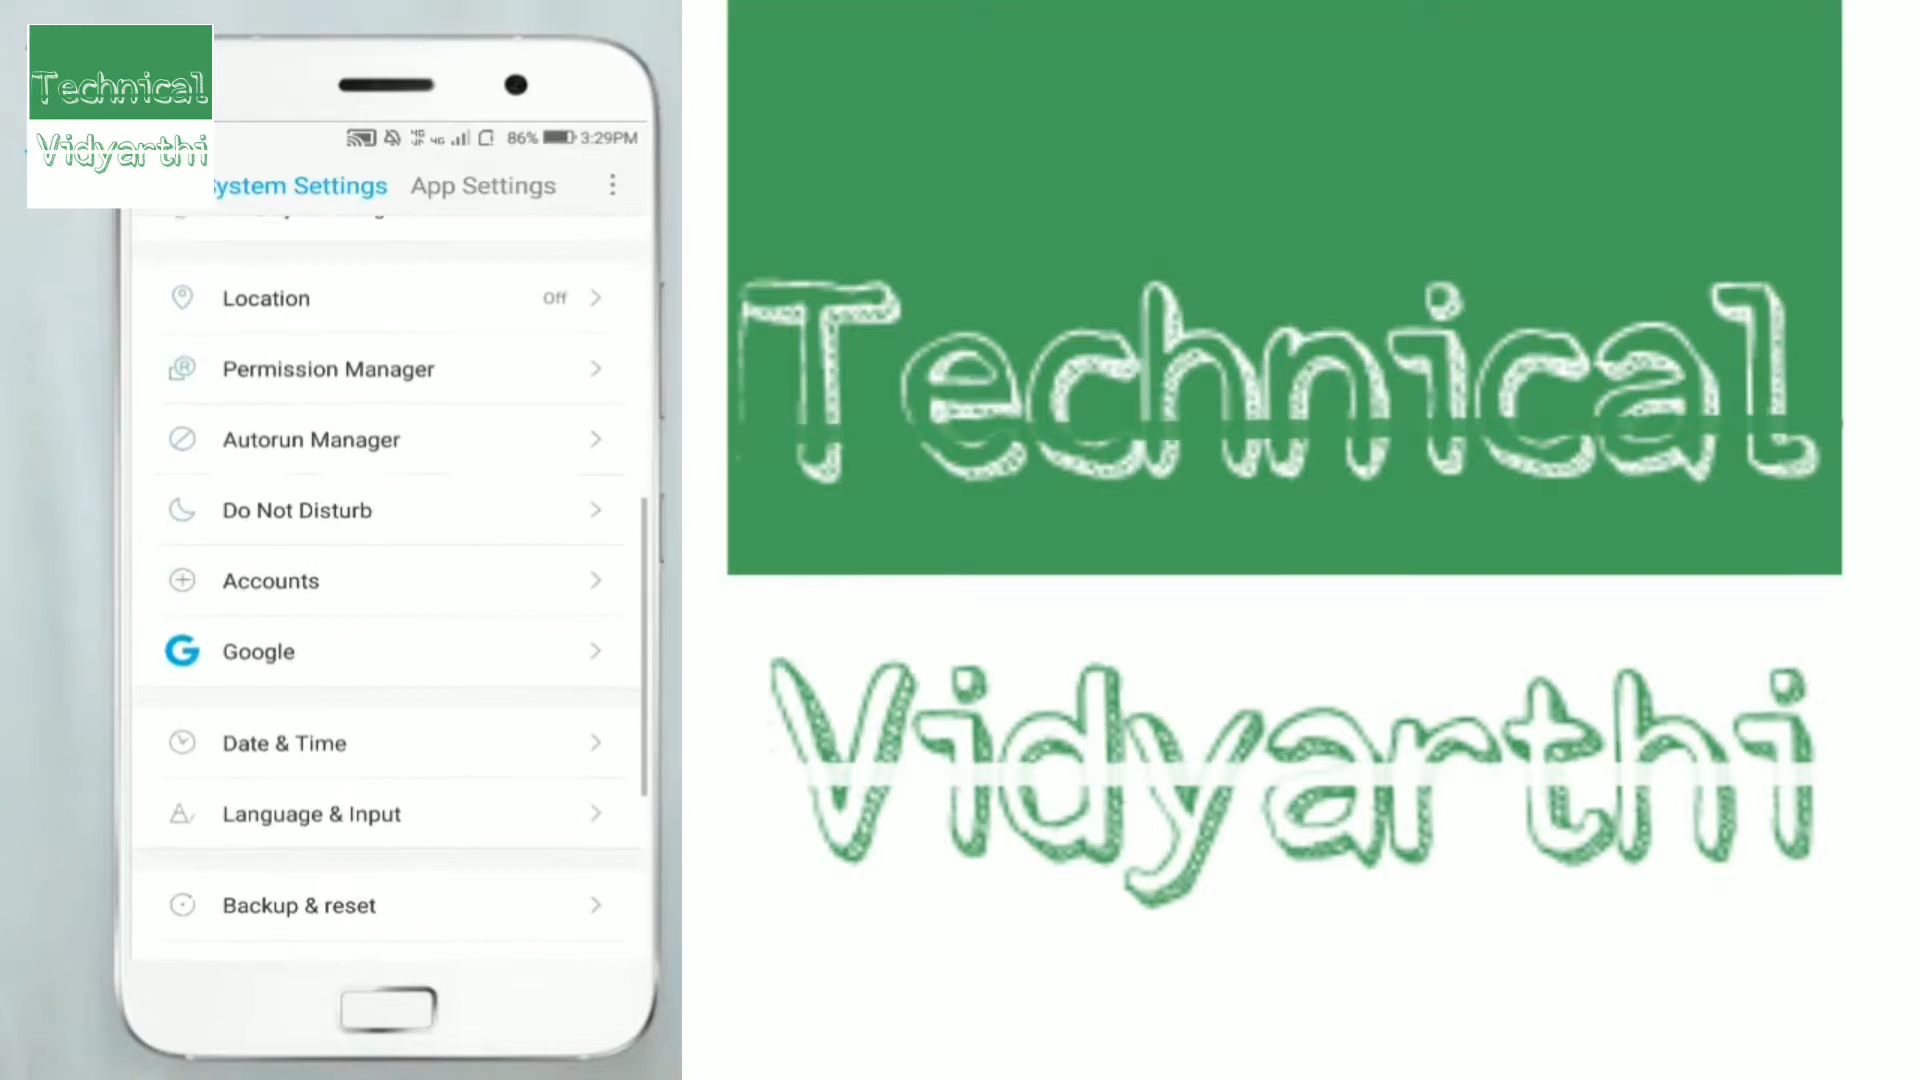 Technical
Vidyarthi
86% 3:29PM
System Settings App Settings
Location Off
Permission Manager
Autorun Manager
Do Not Disturb
Accounts
Google
Date & Time
Language & Input
Backup & reset
Technical
Vidyarthi